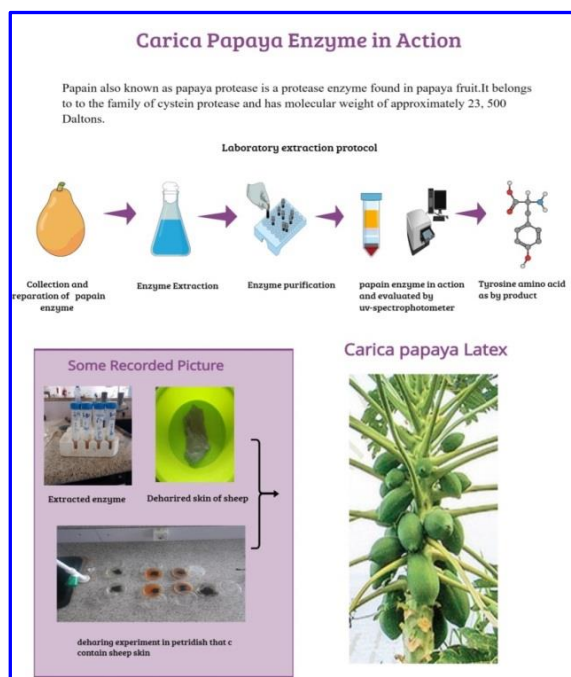 Carica Papaya Enzyme in Action
Papain also known as papaya protease is a protease enzyme found in papaya fruit.It belongs
to to the family of cystein protease and has molecular weight of approximately 23, 500
Daltons.
Laboratory extraction protocol
Collection and
reparation of papain
enzyme
Enzyme Extraction
Enzyme purification
papain enzyme in action
and evaluated by
uv-spectrophotometer
Tyrosine amino acid
as by product
Some Recorded Picture
Extracted enzyme
Deharired skin of sheep
deharing experiment in petridish that c
contain sheep skin
Carica papaya Latex